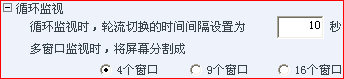 循环监视
循环监视时，轮流切换的时间间隔设置为 10 秒
多窗口监视时，将屏幕分割成
4个窗口 9个窗口 16个窗口